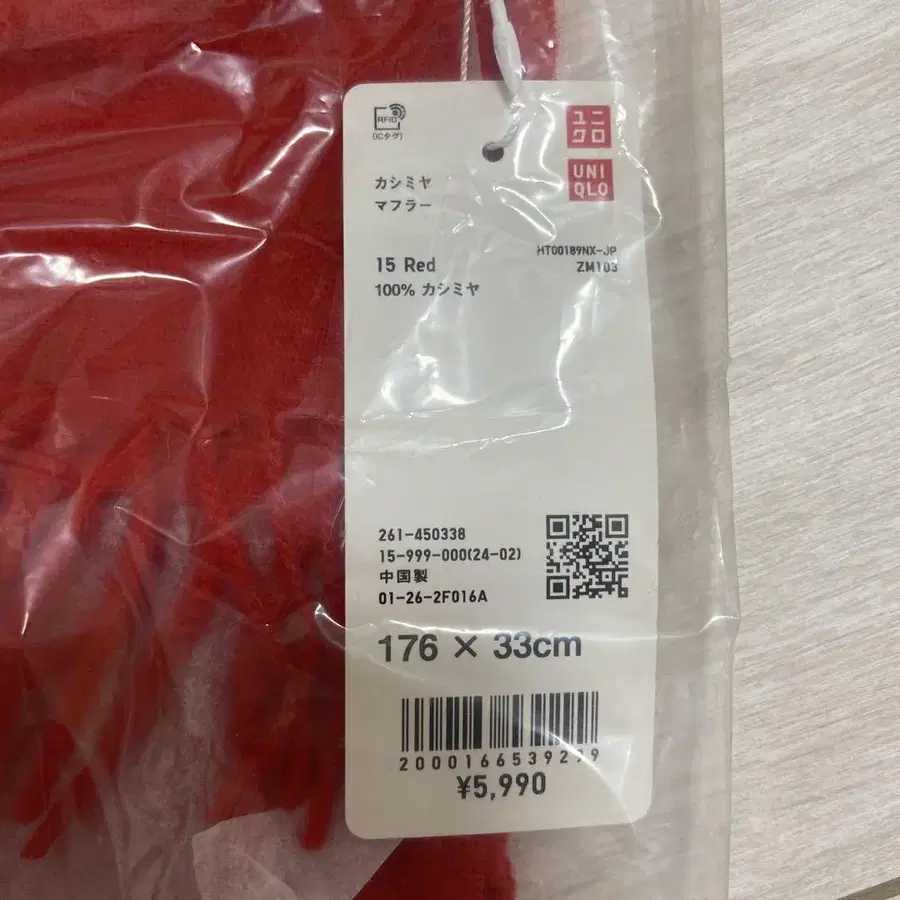 RFID
(ICタグ)
ユニ
クロ
UNI
QLO
カシミヤ
マフラー
HT00189NX-JP
ZM103
15 Red
100% カシミヤ
261-450338
15-999-000(24-02)
中国製
01-26-2F016A
176 × 33cm
¥5,990